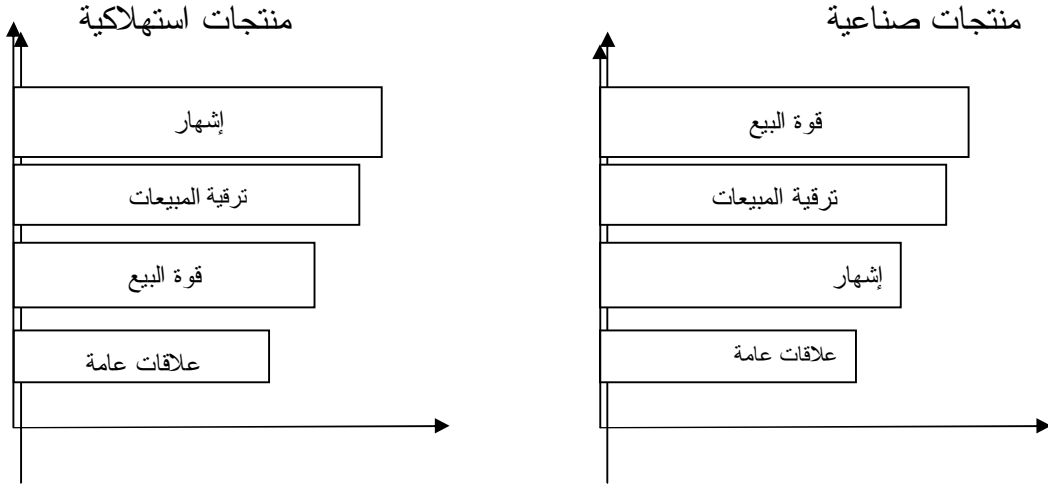 منتجات صناعية
قوة البيع
ترقية المبيعات
إشهار
علاقات عامة
منتجات استهلاكية
إشهار
ترقية المبيعات
قوة البيع
علاقات عامة